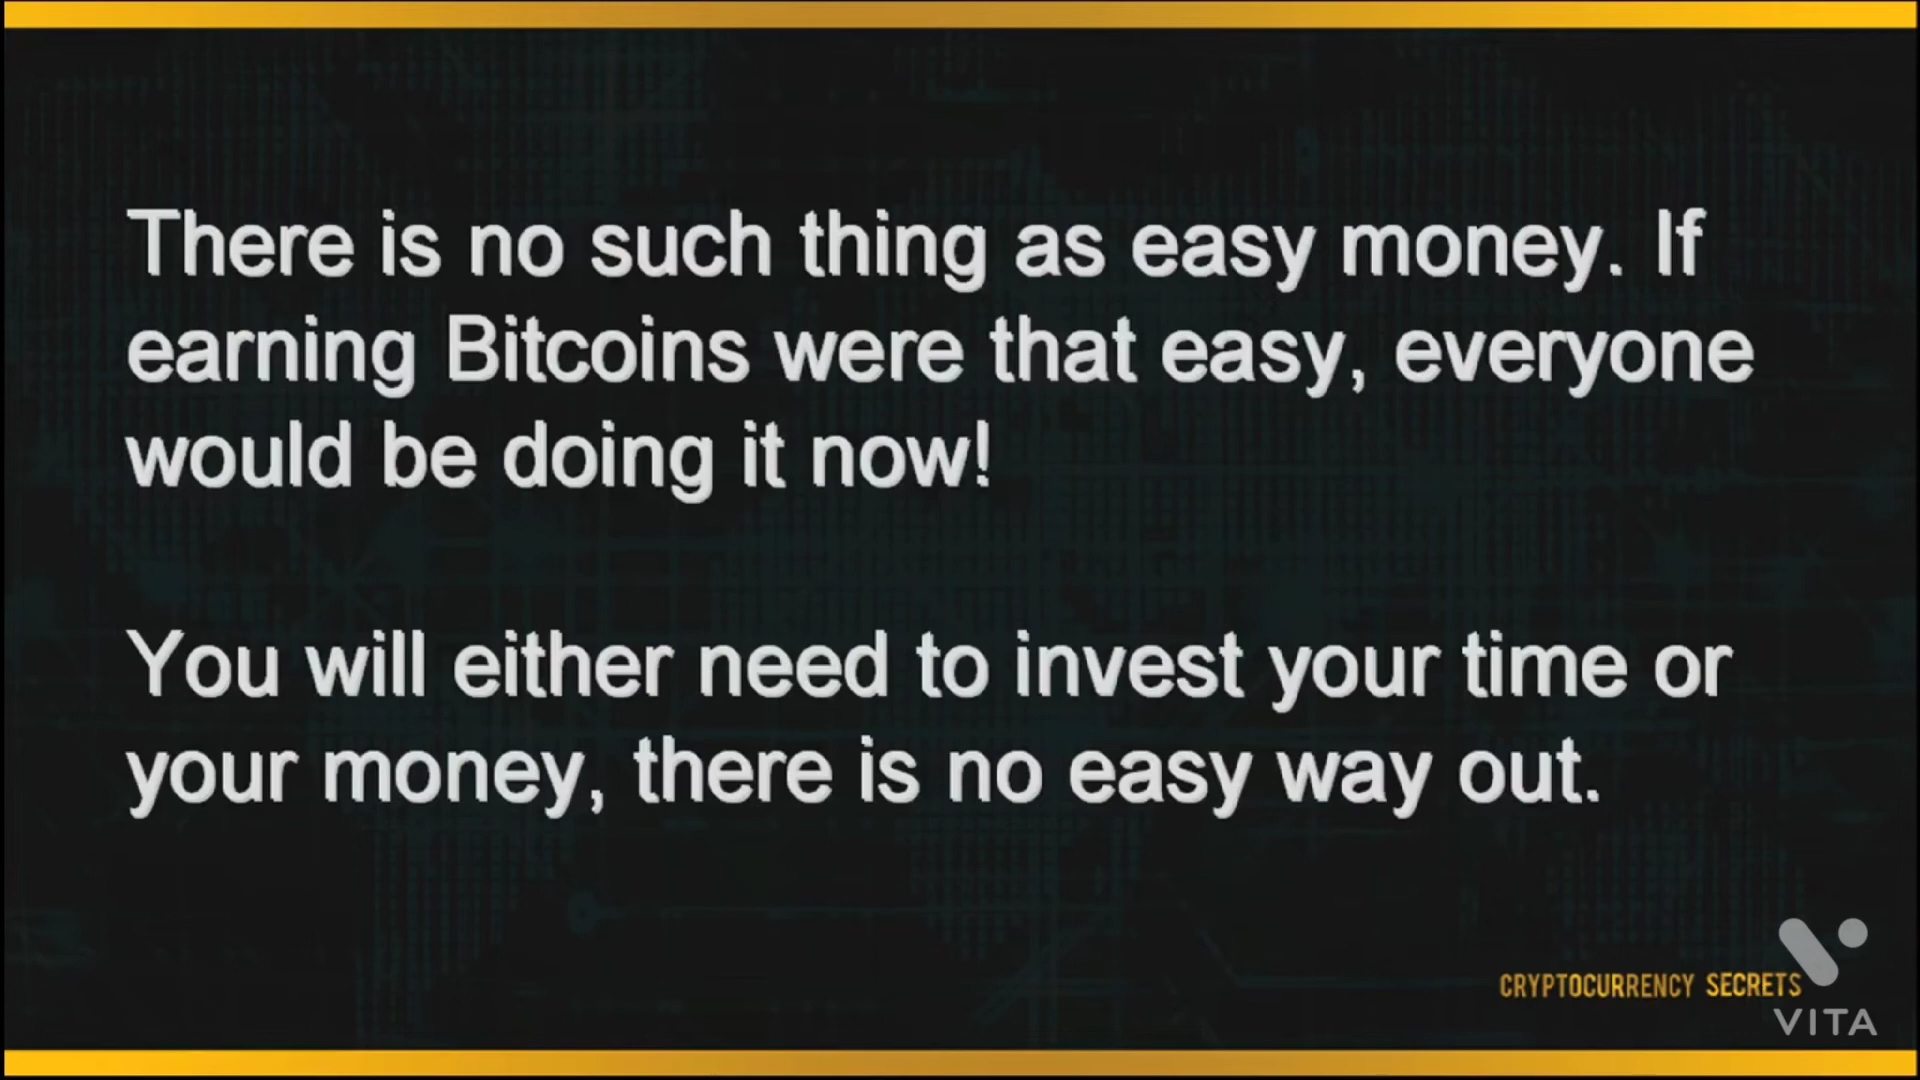 There is no such thing as easy money. If
earning Bitcoins were that easy, everyone
would be doing it now!
You will either need to invest your time or
your money, there is no easy way out.
CRYPTOCURRENCY SECRETS
VITA